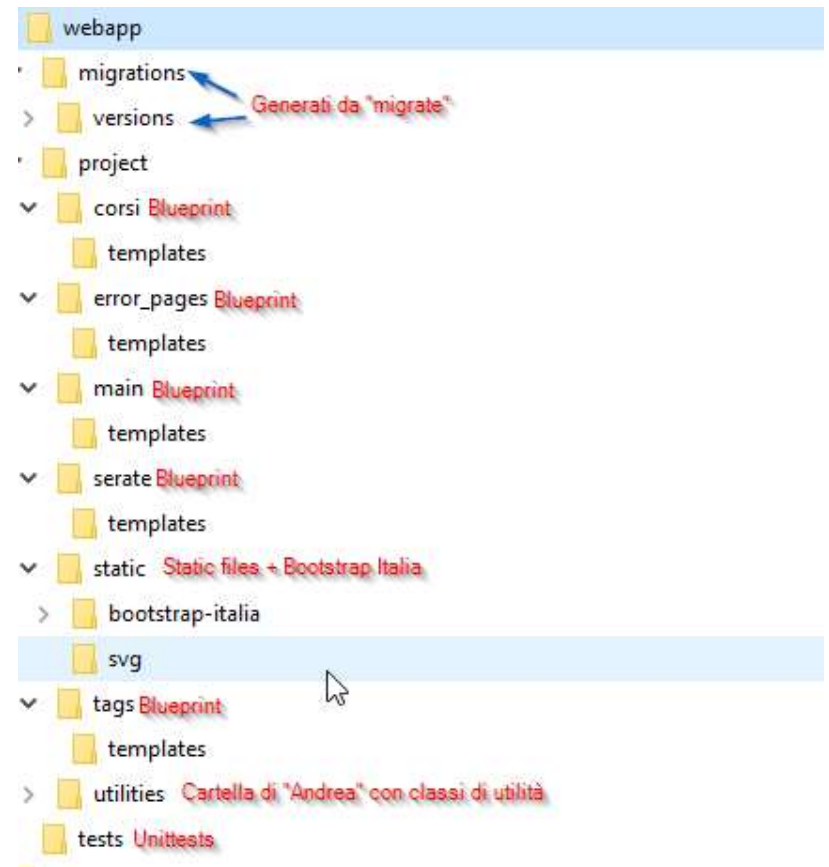 webapp
migrations
Generati da "migrate"
versions
project
corsi Blueprint
templates
error_pages Blueprint
templates
main Blueprint
templates
serate Blueprint
templates
static Static files + Bootstrap Italia
bootstrap-italia
svg
tags Blueprint
templates
utilities Cartella di "Andrea" con classi di utilità
tests Unittests